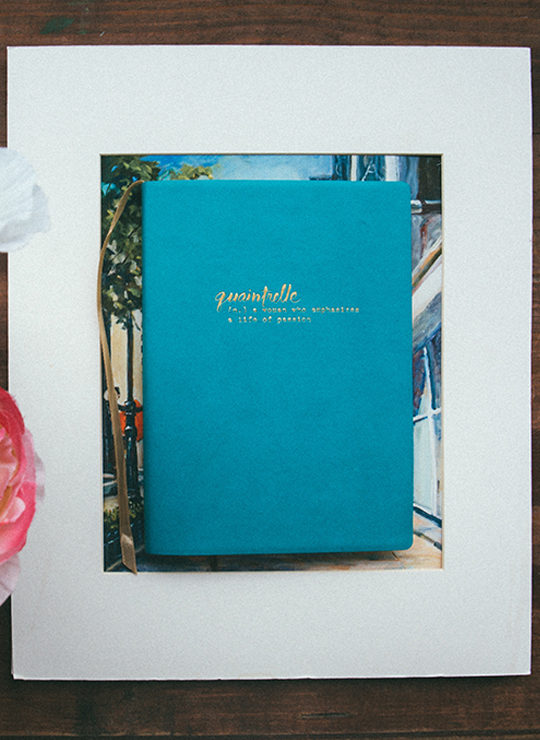 quaintrelle
(n.) a woman who emphasizes
a life of passion